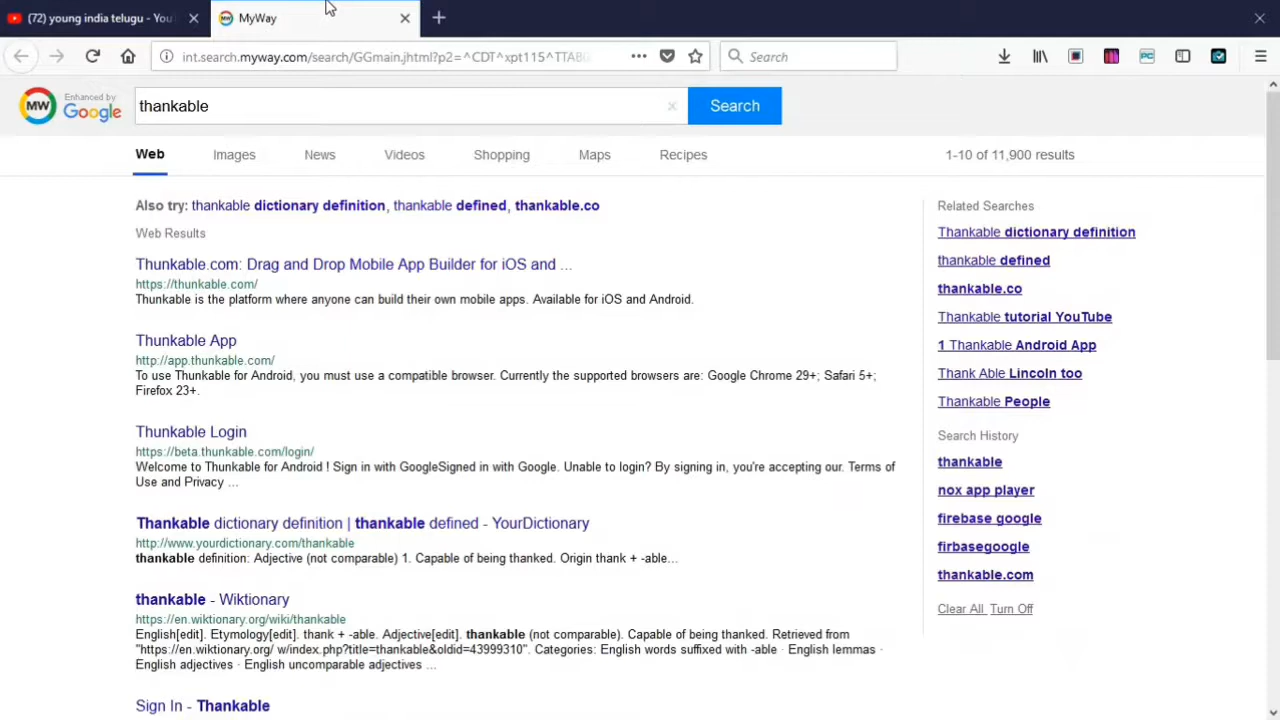 (72) young india telugu - You
MyWay
int.search.myway.com/search/GGmain.jhtml?p2=^CDT^xpt115^TTAB0
Search
MW
Enhanced by
Google
thankable
Search
Web
Images
News
Videos
Shopping
Maps
Recipes
1-10 of 11,900 results
Also try: thankable dictionary definition, thankable defined, thankable.co
Web Results
Thunkable.com: Drag and Drop Mobile App Builder for iOS and ...
https://thunkable.com/
Thunkable is the platform where anyone can build their own mobile apps. Available for iOS and Android.
Thunkable App
http://app.thunkable.com/
To use Thunkable for Android, you must use a compatible browser. Currently the supported browsers are: Google Chrome 29+; Safari 5+;
Firefox 23+.
Thunkable Login
https://beta.thunkable.com/login/
Welcome to Thunkable for Android ! Sign in with GoogleSigned in with Google. Unable to login? By signing in, you're accepting our. Terms of
Use and Privacy ...
Thankable dictionary definition | thankable defined - YourDictionary
http://www.yourdictionary.com/thankable
thankable definition: Adjective (not comparable) 1. Capable of being thanked. Origin thank + -able...
thankable - Wiktionary
https://en.wiktionary.org/wiki/thankable
English[edit]. Etymology[edit]. thank + -able. Adjective[edit]. thankable (not comparable). Capable of being thanked. Retrieved from
"https://en.wiktionary.org/ w/index.php?title=thankable&oldid=43999310". Categories: English words suffixed with -able · English lemmas ·
English adjectives · English uncomparable adjectives ...
Sign In - Thankable
Related Searches
Thankable dictionary definition
thankable defined
thankable.co
Thankable tutorial YouTube
1 Thankable Android App
Thank Able Lincoln too
Thankable People
Search History
thankable
nox app player
firebase google
firbasegoogle
thankable.com
Clear All Turn Off